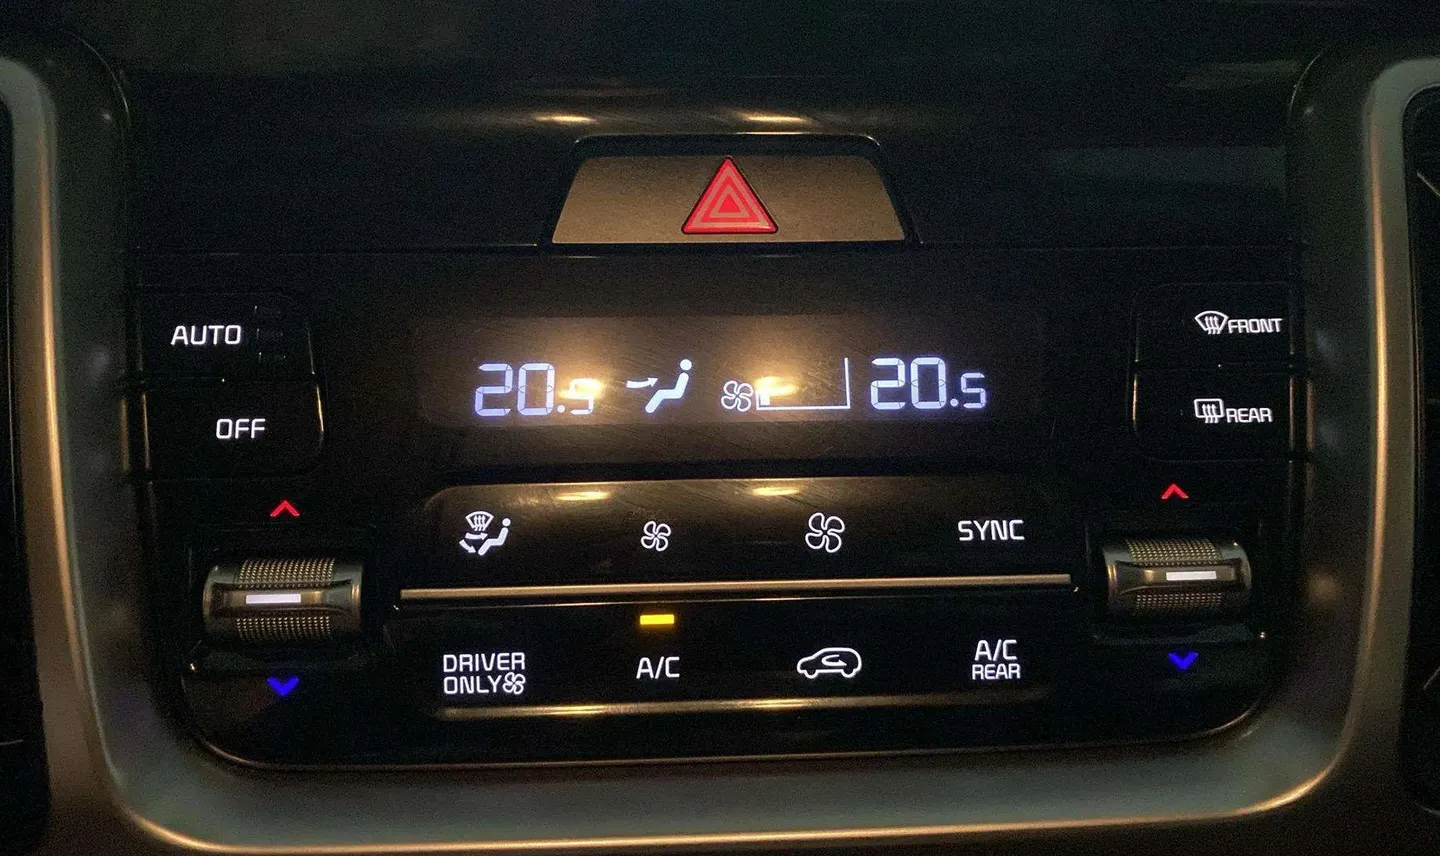 AUTO
OFF
20.5
20.5
FRONT
REAR
SYNC
DRIVER
ONLY
A/C
A/C
REAR